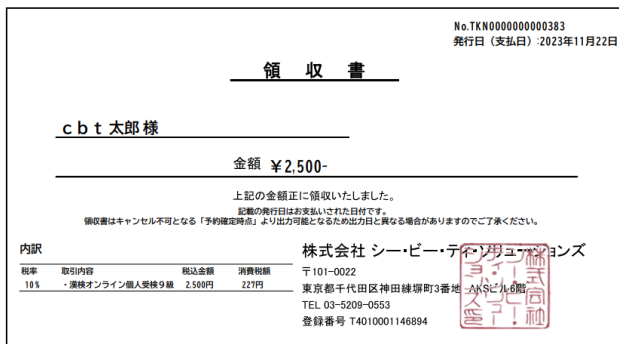 No.TKN0000000000383
発行日（支払日）:2023年11月22日
領 収 書
ｃｂｔ 太郎 様
金額 ¥2,500-
上記の金額正に領収いたしました。
記載の発行日はお支払いされた日付です。
領収書はキャンセル不可となる「予約確定時点」より出力可能となるため出力日と異なる場合がありますのでご了承ください。
内訳
税率 取引内容 税込金額 消費税額
10% ・漢検オンライン個人受検９級 2,500円 227円
株式会社 シー・ビー・ティ・ソリューションズ
〒101-0022
東京都千代田区神田練塀町3番地 AKSビル6階
TEL 03-5209-0553
登録番号 T4010001146894